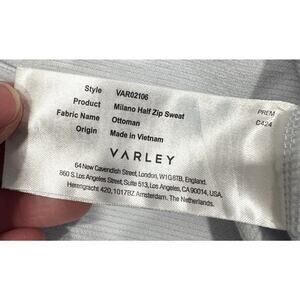 Style VAR02106
Product Milano Half Zip Sweat
Fabric Name Ottoman
Origin Made in Vietnam
PREM
C424
VARLEY
64 New Cavendish Street, London, W1G 8TB, England.
860 S. Los Angeles Street, Suite 513, Los Angeles, CA 90014, USA.
Herengracht 420, 1017BZ Amsterdam, The Netherlands.